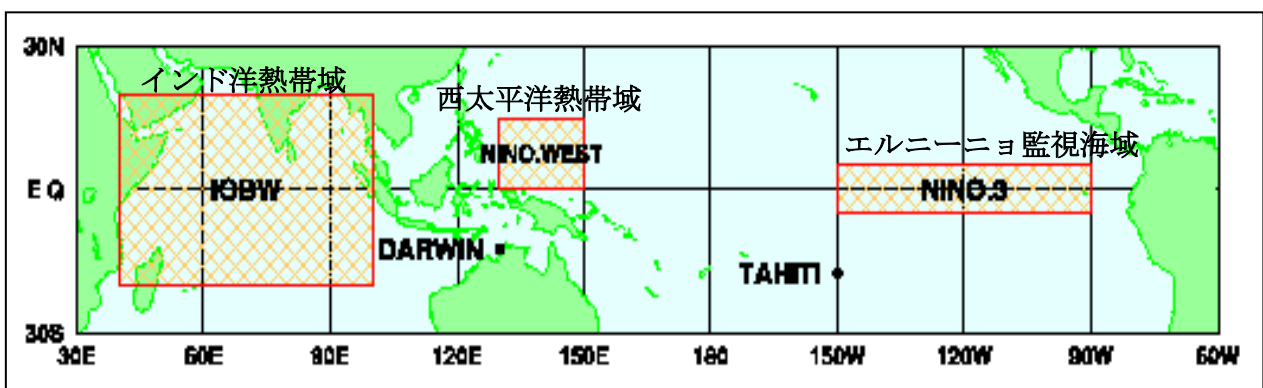 30N
インド洋熱帯域
西太平洋熱帯域
エルニーニョ監視海域
NINO.WEST
EQ
IOBW
NINO.3
DARWIN
TAHITI
30S
30E 60E 90E 120E 150E 180 150W 120W 90W 60W